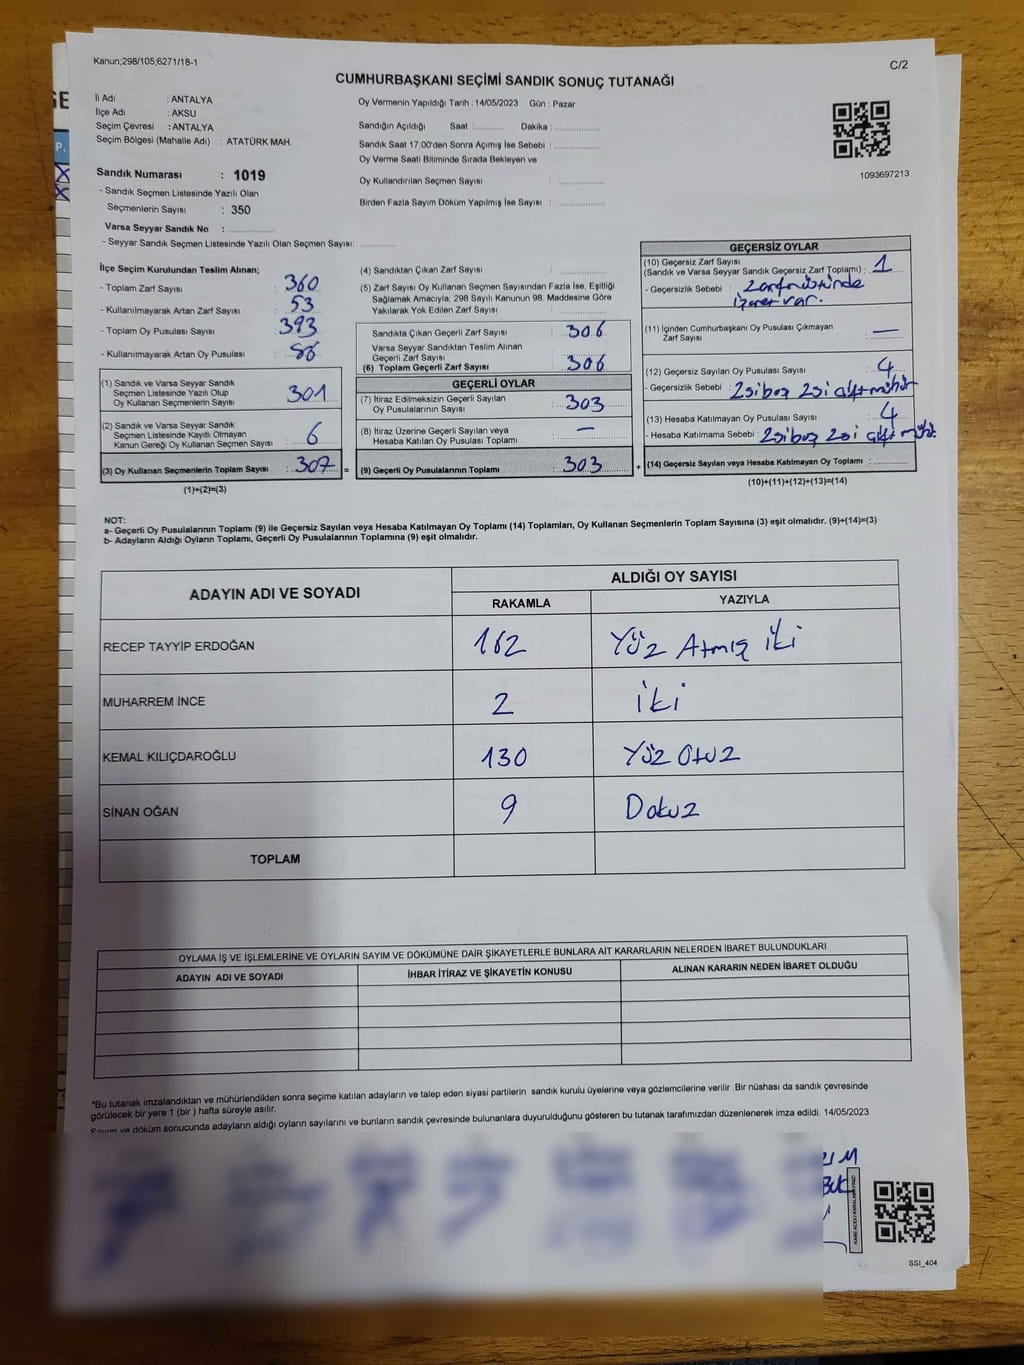 Kanun;298/105;6271/18-1
C/2
CUMHURBAŞKANI SEÇİMİ SANDIK SONUÇ TUTANAĞI
İl Adı : ANTALYA
İlçe Adı : AKSU
Seçim Çevresi : ANTALYA
Seçim Bölgesi (Mahalle Adı) : ATATÜRK MAH.
Sandık Numarası : 1019
- Sandık Seçmen Listesinde Yazılı Olan
Seçmenlerin Sayısı : 350
Varsa Seyyar Sandık No :
- Seyyar Sandık Seçmen Listesinde Yazılı Olan Seçmen Sayısı:
Oy Vermenin Yapıldığı Tarih : 14/05/2023 Gün : Pazar
Sandığın Açıldığı Saat : Dakika :
Sandık Saat 17.00'den Sonra Açımış İse Sebebi :
Oy Verme Saati Bitiminde Sırada Bekleyen ve
Oy Kullandırılan Seçmen Sayısı :
Birden Fazla Sayım Döküm Yapılmış İse Sayısı :
1093697213
İlçe Seçim Kurulundan Teslim Alınan;
- Toplam Zarf Sayısı : 360
- Kullanılmayarak Artan Zarf Sayısı : 53
- Toplam Oy Pusulası Sayısı : 393
- Kullanılmayarak Artan Oy Pusulası : 86
(1) Sandık ve Varsa Seyyar Sandık
Seçmen Listesinde Yazılı Olup
Oy Kullanan Seçmenlerin Sayısı : 301
(2) Sandık ve Varsa Seyyar Sandık
Seçmen Listesinde Kayıtlı Olmayan
Kanun Gereği Oy Kullanan Seçmen Sayısı : 6
(3) Oy Kullanan Seçmenlerin Toplam Sayısı : 307 =
(1)+(2)=(3)
(4) Sandıktan Çıkan Zarf Sayısı :
(5) Zarf Sayısı Oy Kullanan Seçmen Sayısından Fazla İse, Eşitliği
Sağlamak Amacıyla, 298 Sayılı Kanunun 98. Maddesine Göre
Yakılarak Yok Edilen Zarf Sayısı :
Sandıkta Çıkan Geçerli Zarf Sayısı : 306
Varsa Seyyar Sandıktan Teslim Alınan
Geçerli Zarf Sayısı :
(6) Toplam Geçerli Zarf Sayısı : 306
GEÇERLİ OYLAR
(7) İtiraz Edilmeksizin Geçerli Sayılan
Oy Pusulalarının Sayısı : 303
(8) İtiraz Üzerine Geçerli Sayılan veya
Hesaba Katılan Oy Pusulası Toplamı : —
(9) Geçerli Oy Pusulalarının Toplamı : 303 +
GEÇERSİZ OYLAR
(10) Geçersiz Zarf Sayısı
(Sandık ve Varsa Seyyar Sandık Geçersiz Zarf Toplamı) : 1
- Geçersizlik Sebebi : Zarfın üstünde
işaret var.
(11) İçinden Cumhurbaşkanı Oy Pusulası Çıkmayan
Zarf Sayısı : —
(12) Geçersiz Sayılan Oy Pusulası Sayısı : 4
- Geçersizlik Sebebi : 2si boş 2si çift mühür
(13) Hesaba Katılmayan Oy Pusulası Sayısı : 4
- Hesaba Katılmama Sebebi : 2si boş 2si çift mühür.
(14) Geçersiz Sayılan veya Hesaba Katılmayan Oy Toplamı :
(10)+(11)+(12)+(13)=(14)
NOT:
a- Geçerli Oy Pusulalarının Toplamı (9) ile Geçersiz Sayılan veya Hesaba Katılmayan Oy Toplamı (14) Toplamları, Oy Kullanan Seçmenlerin Toplam Sayısına (3) eşit olmalıdır. (9)+(14)=(3)
b- Adayların Aldığı Oyların Toplamı, Geçerli Oy Pusulalarının Toplamına (9) eşit olmalıdır.
ADAYIN ADI VE SOYADI
ALDIĞI OY SAYISI
RAKAMLA YAZIYLA
RECEP TAYYİP ERDOĞAN 162 Yüz Atmış iki
MUHARREM İNCE 2 iki
KEMAL KILIÇDAROĞLU 130 Yüz Otuz
SİNAN OĞAN 9 Dokuz
TOPLAM
OYLAMA İŞ VE İŞLEMLERİNE VE OYLARIN SAYIM VE DÖKÜMÜNE DAİR ŞİKAYETLERLE BUNLARA AİT KARARLARIN NELERDEN İBARET BULUNDUKLARI
ADAYIN ADI VE SOYADI İHBAR İTİRAZ VE ŞİKAYETİN KONUSU ALINAN KARARIN NEDEN İBARET OLDUĞU
"Bu tutanak imzalandıktan ve mühürlendikten sonra seçime katılan adayların ve talep eden siyasi partilerin sandık kurulu üyelerine veya gözlemcilerine verilir .Bir nüshası da sandık çevresinde
görülecek bir yere 1 (bir ) hafta süreyle asılır.
Sayım ve döküm sonucunda adayların aldığı oyların sayılarını ve bunların sandık çevresinde bulunanlara duyurulduğunu gösteren bu tutanak tarafımızdan düzenlenerek imza edildi. 14/05/2023
SSI_404